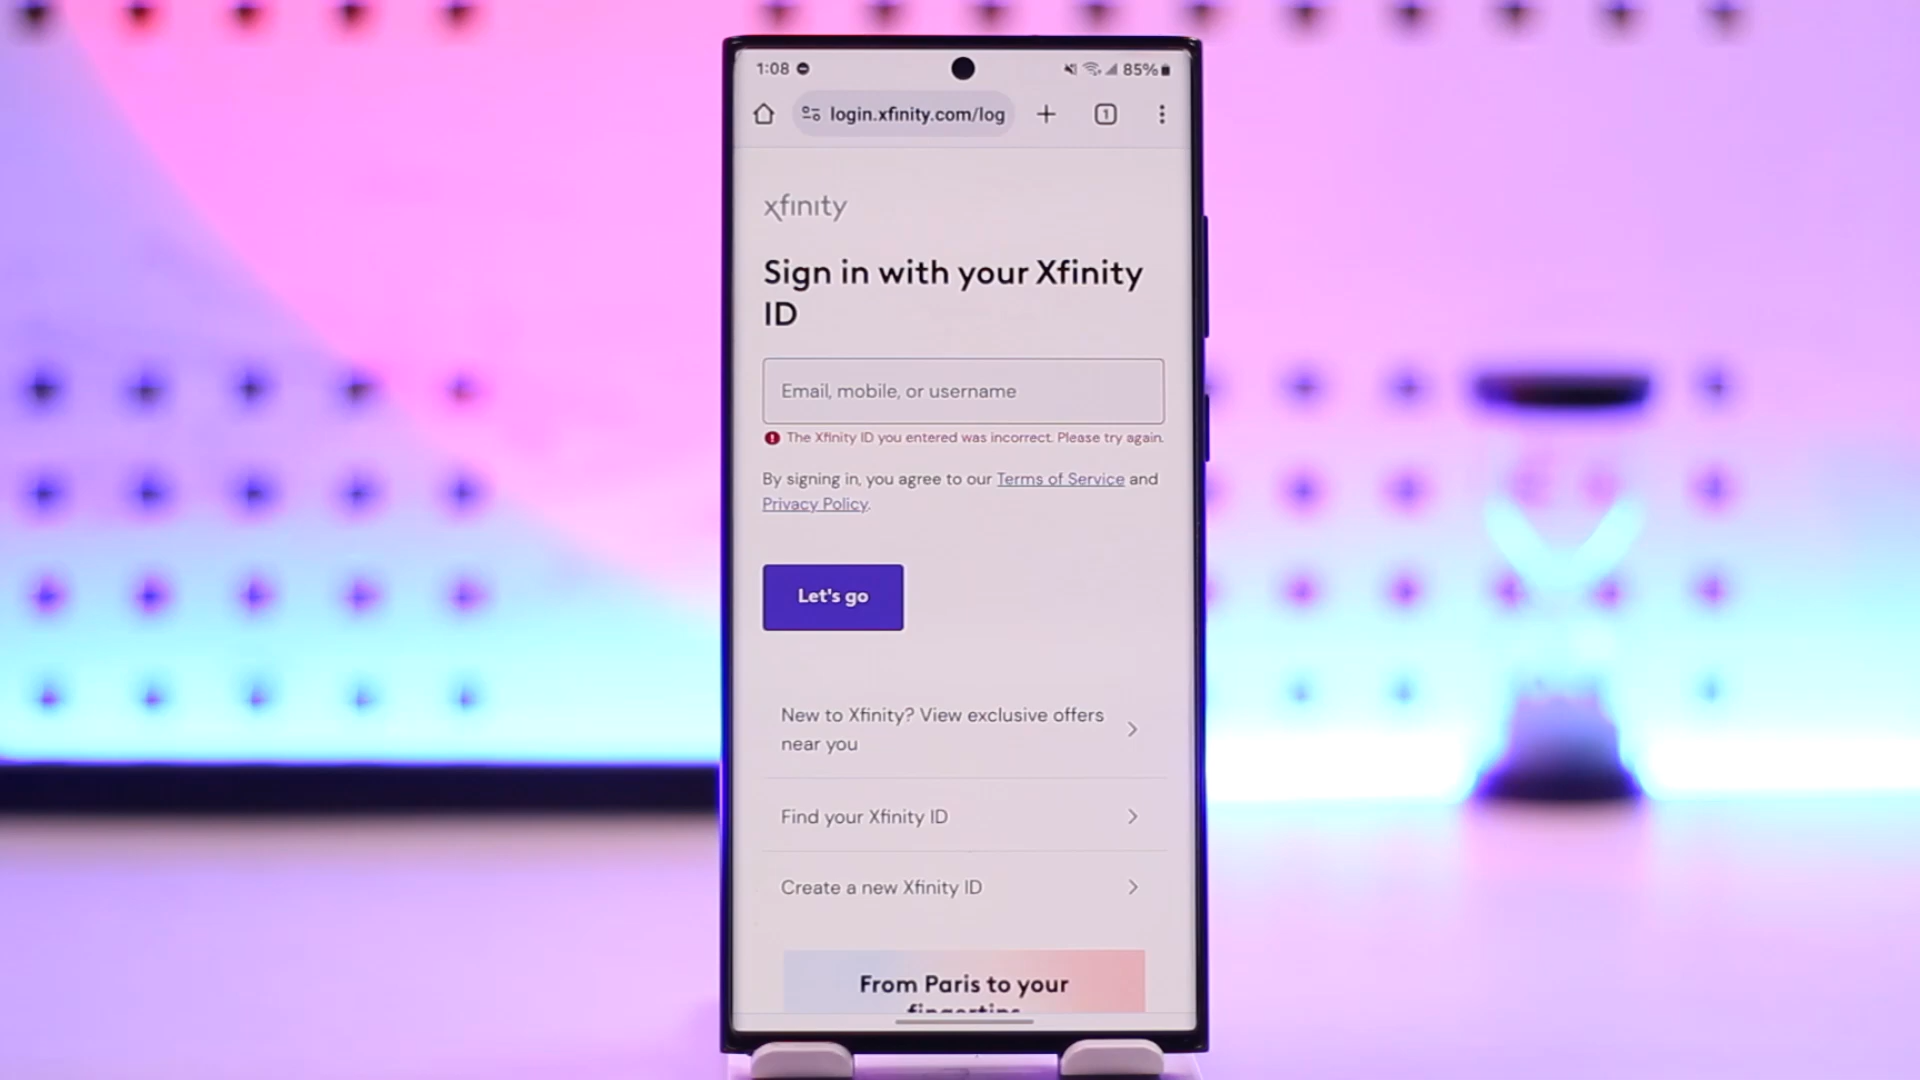 1:08
85%
login.xfinity.com/log
1
xfinity
Sign in with your Xfinity
ID
Email, mobile, or username
The Xfinity ID you entered was incorrect. Please try again.
By signing in, you agree to our Terms of Service and
Privacy Policy.
Let's go
New to Xfinity? View exclusive offers
near you
Find your Xfinity ID
Create a new Xfinity ID
From Paris to your
fingertips